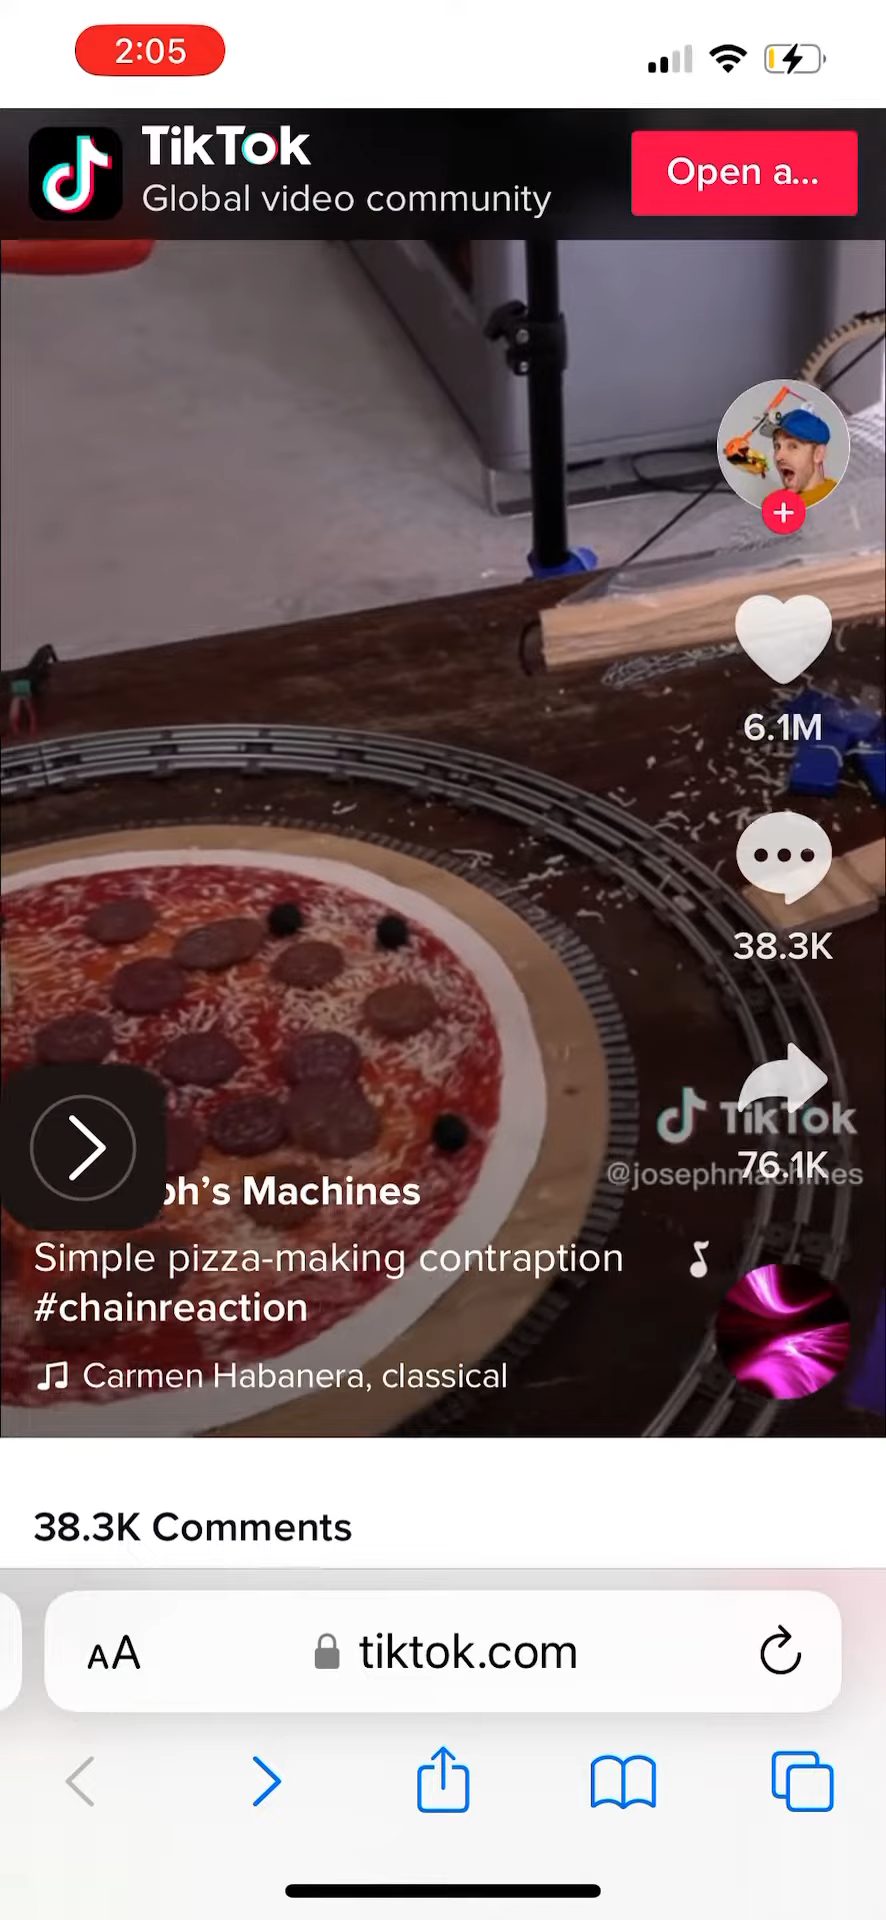 2:05
TikTok
Global video community
Open a...
6.1M
38.3K
TikTok
76.1K
@josephmachines
ph's Machines
Simple pizza-making contraption
#chainreaction
Carmen Habanera, classical
38.3K Comments
AA
tiktok.com